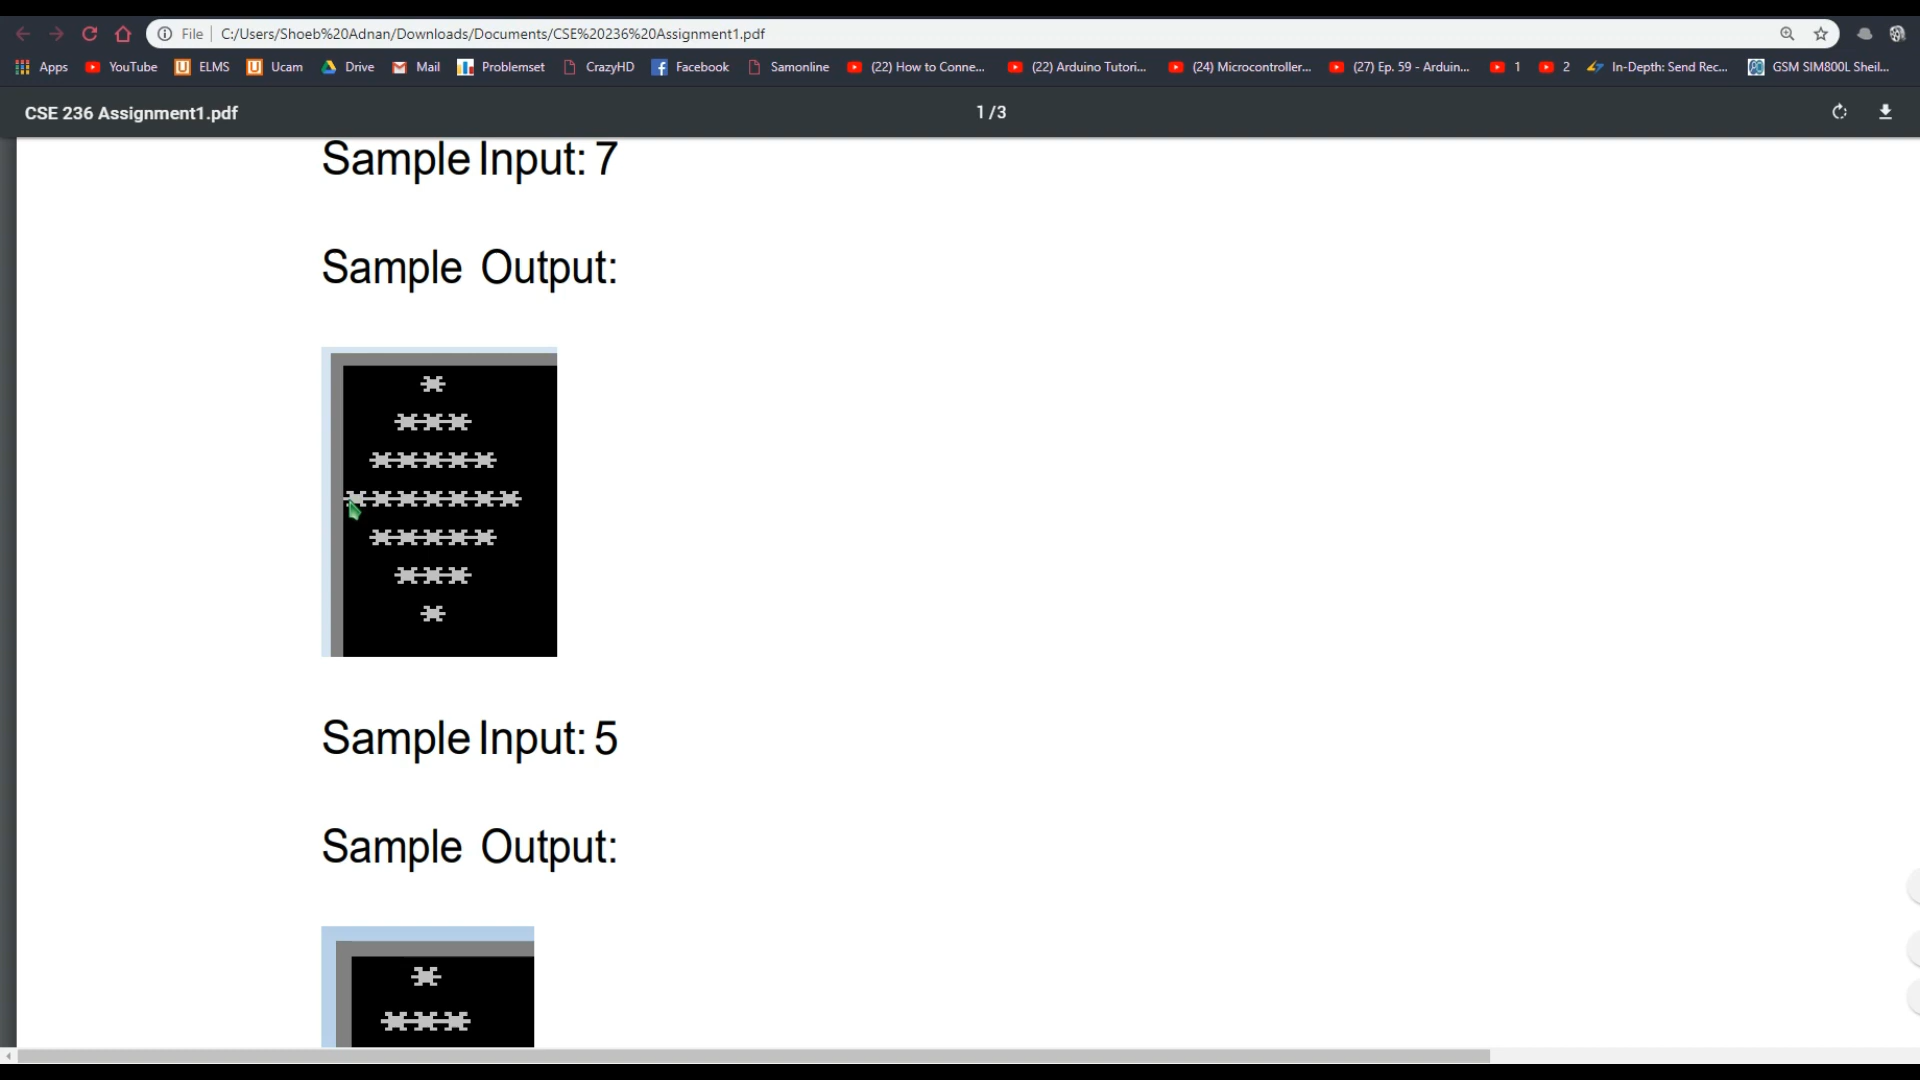 File C:/Users/Shoeb%20Adnan/Downloads/Documents/CSE%20236%20Assignment1.pdf
Apps YouTube ELMS Ucam Drive Mail Problemset CrazyHD Facebook Samonline (22) How to Conne... (22) Arduino Tutori... (24) Microcontroller... (27) Ep. 59 - Arduin... 1 2 In-Depth: Send Rec... GSM SIM800L Sheil...
CSE 236 Assignment1.pdf 1/3
Sample Input: 7
Sample Output:
*
***
*****
*******
*****
***
*
Sample Input: 5
Sample Output:
*
***